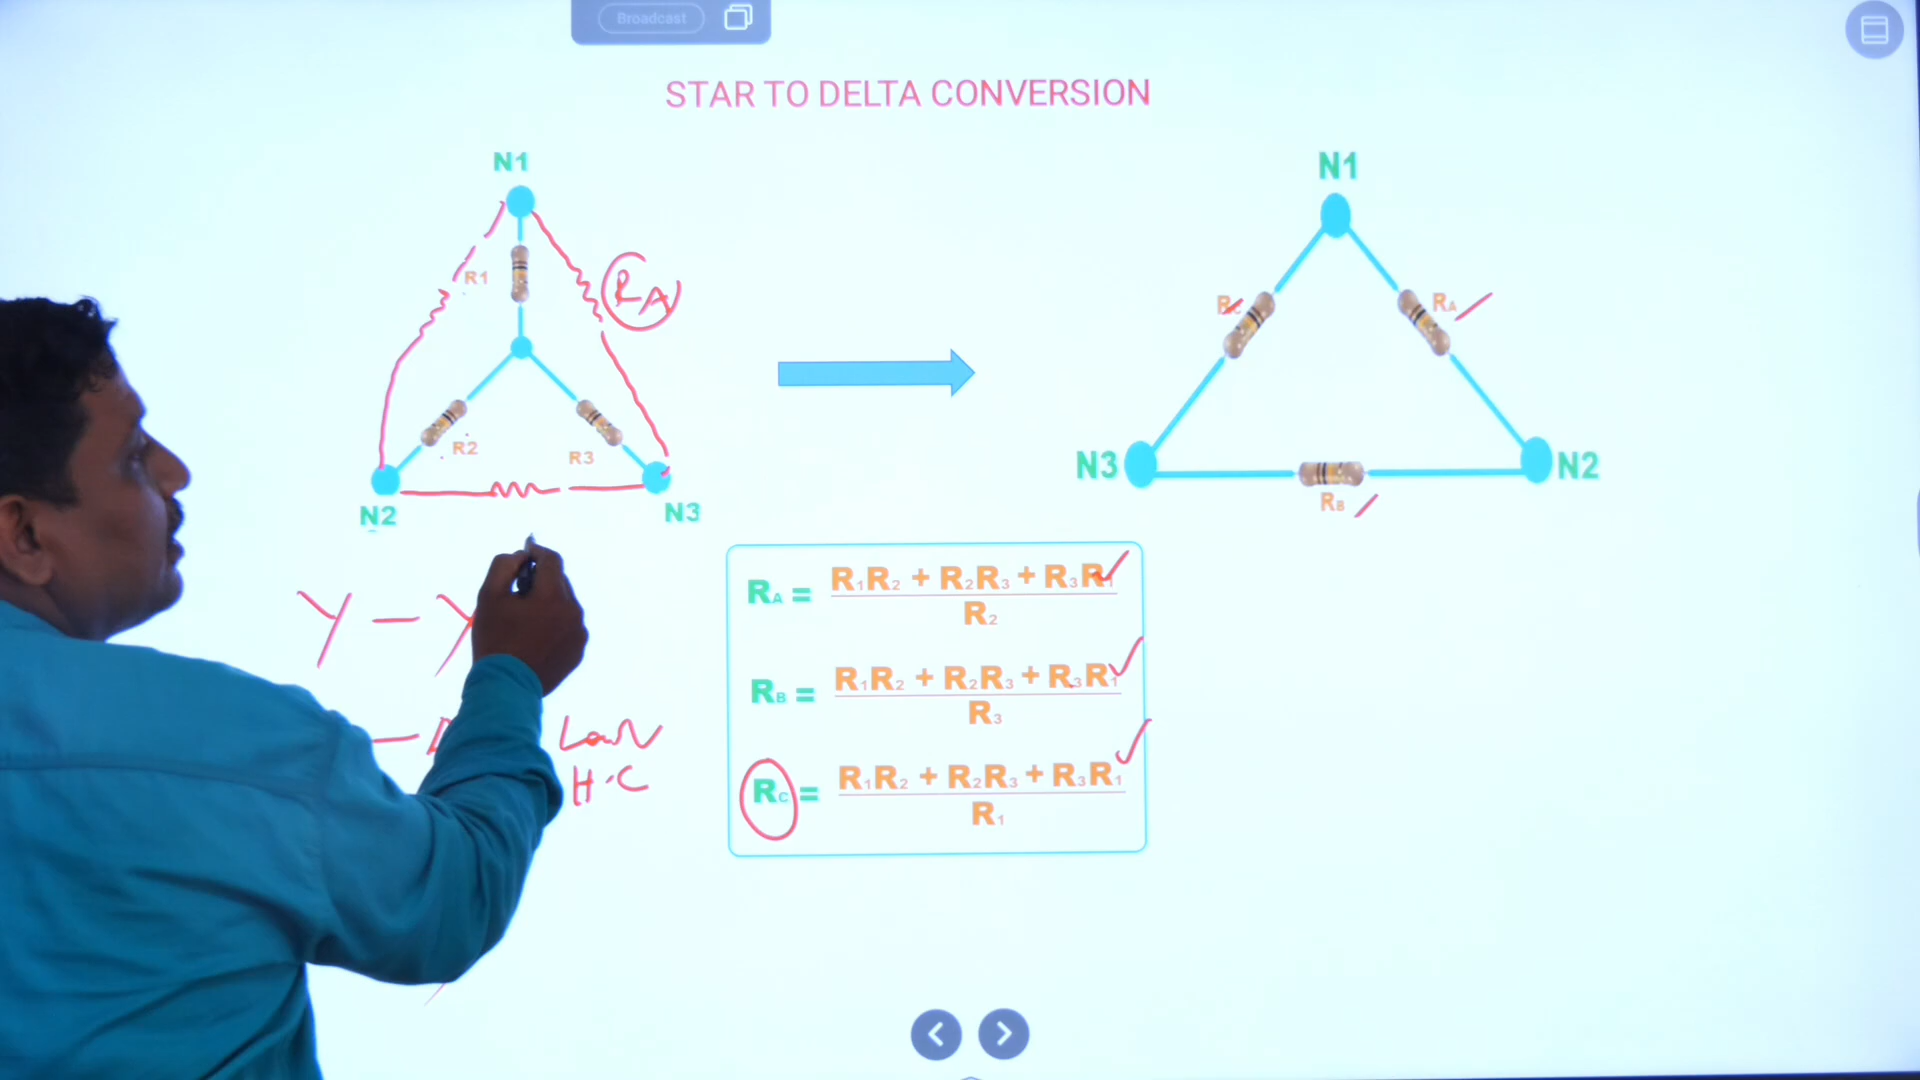 Broadcast
STAR TO DELTA CONVERSION
N1
R1
RA
R2
R3
N2
N3
N1
RA
N3
N2
RB
Y — Y
Load
H.C
RA = R1R2 + R2R3 + R3R1
R2
RB = R1R2 + R2R3 + R3R1
R3
RC = R1R2 + R2R3 + R3R1
R1